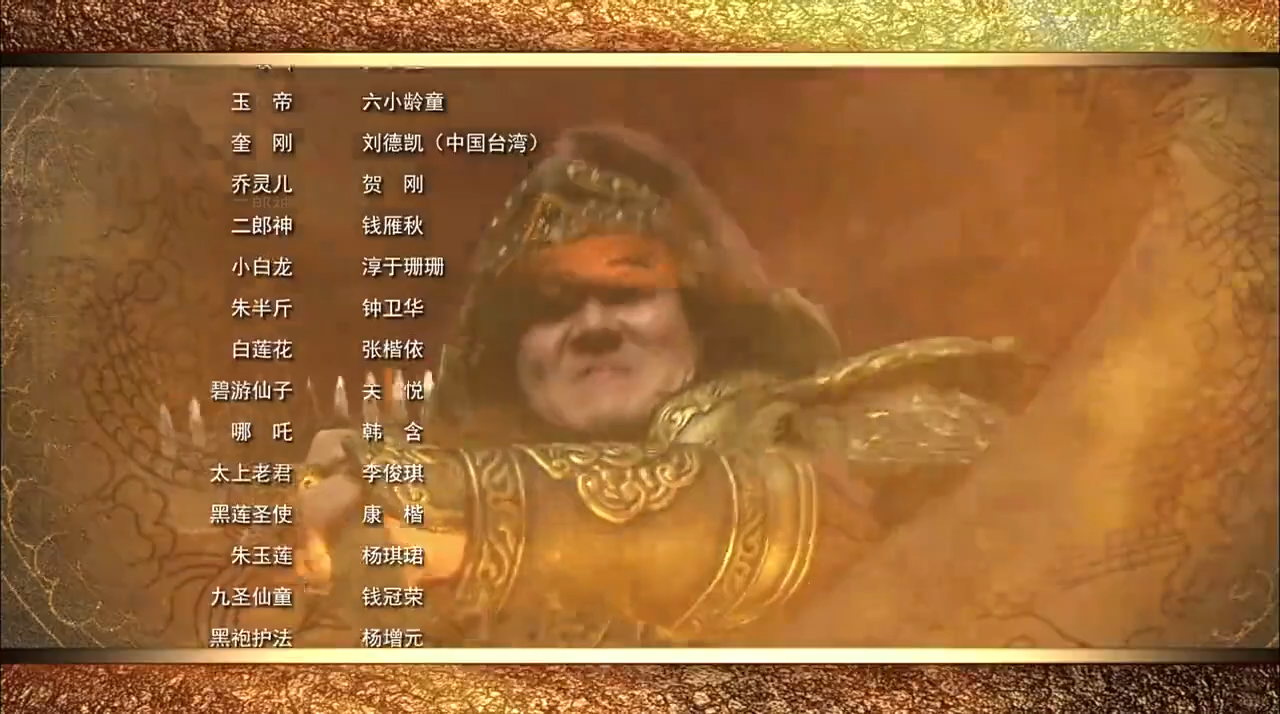 玉 帝 六小龄童
奎 刚 刘德凯（中国台湾）
乔灵儿 贺 刚
二郎神 钱雁秋
小白龙 淳于珊珊
朱半斤 钟卫华
白莲花 张楷依
碧游仙子 关 悦
哪 吒 韩 含
太上老君 李俊琪
黑莲圣使 康 楷
朱玉莲 杨琪珺
九圣仙童 钱冠荣
黑袍护法 杨增元